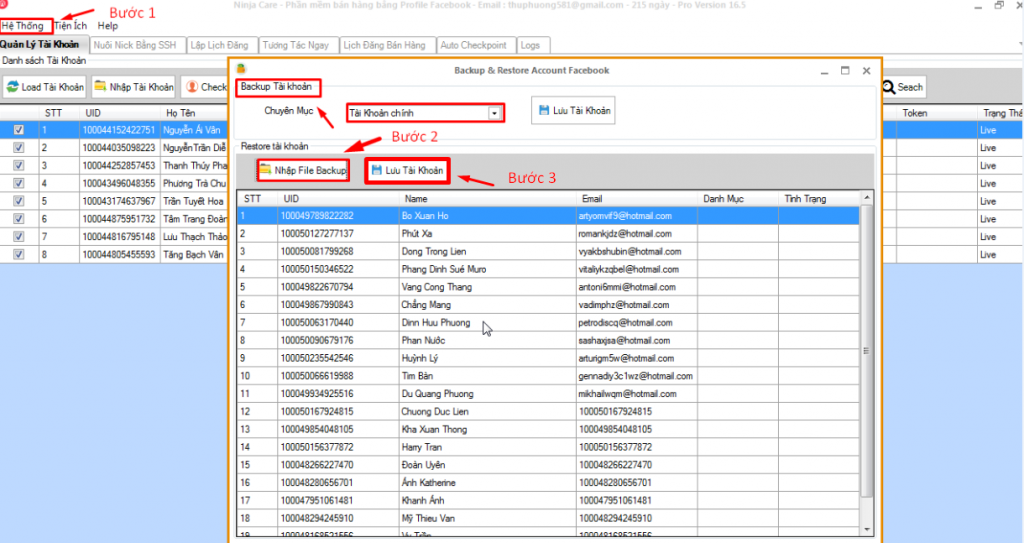 Ninja Care - Phần mềm bán hàng bằng Profile Facebook - Email : thuphuong581@gmail.com - 215 ngày - Pro Version 16.5
Bước 1
Hệ Thống Tiện Ích Help
Quản Lý Tài Khoản Nuôi Nick Bằng SSH Lập Lịch Đăng Tương Tác Ngay Lịch Đăng Bán Hàng Auto Checkpoint Logs
Danh sách Tài Khoản
Load Tài Khoản Nhập Tài Khoản Check Seach
STT UID Họ Tên Token Trạng Thá
1 100044152422751 Nguyễn Ái Vân Live
2 100044035098223 NguyễnTrần Diễ Live
3 100044252857453 Thanh Thúy Pha Live
4 100043496048355 Phương Trà Chu Live
5 100043174637967 Trần Tuyết Hoa Live
6 100044875951732 Tâm Trang Đoàn Live
7 100044816795148 Lưu Thạch Thảo Live
8 100044805455593 Tăng Bạch Vân Live
Backup & Restore Account Facebook
Backup Tài khoản
Chuyên Mục Tài Khoản chính Lưu Tài Khoản
Bước 2
Restore tài khoản
Nhập File Backup Lưu Tài Khoản
Bước 3
STT UID Name Email Danh Mục Tình Trạng
1 100049789822282 Bo Xuan Ho artyomvif9@hotmail.com
2 100050127277137 Phút Xa romankjdz@hotmail.com
3 100050081799268 Dong Trong Lien vyakbshubin@hotmail.com
4 100050150346522 Phang Dinh Sué Muro vitaliykzqbel@hotmail.com
5 100049822670794 Vang Cong Thang antoni6mmi@hotmail.com
6 100049867990843 Chẳng Mang vadimphz@hotmail.com
7 100050063170440 Dinn Huu Phuong petrodiscq@hotmail.com
8 100050090679176 Phan Nước sashaxjsa@hotmail.com
9 100050235542546 Huỳnh Lý arturigm5w@hotmail.com
10 100050066619988 Tim Bàn gennadiy3c1wz@hotmail.com
11 100049934925516 Du Quang Phuong mikhailwqm@hotmail.com
12 100050167924815 Chuong Duc Lien 100050167924815
13 100049854048105 Kha Xuan Thong 100049854048105
14 100050156377872 Harry Tran 100050156377872
15 100048266227470 Đoàn Uyên 100048266227470
16 100048280656701 Ánh Katherine 100048280656701
17 100047951061481 Khanh Ánh 100047951061481
18 100048294245910 Mỹ Thieu Van 100048294245910